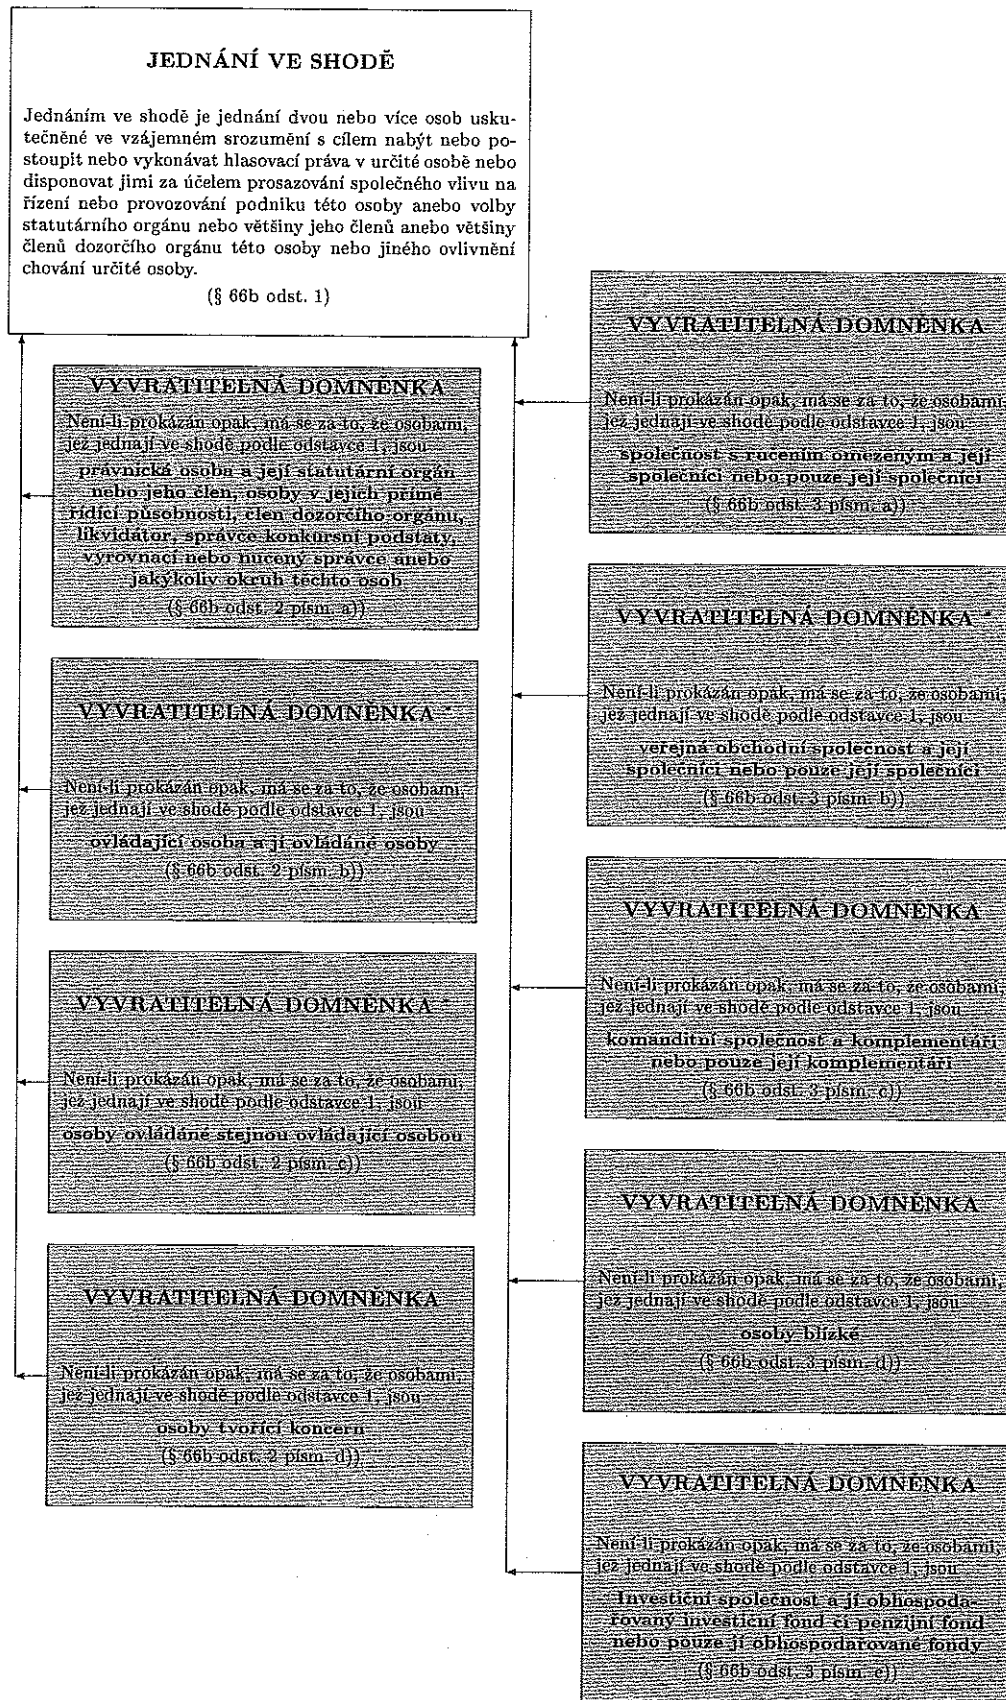 JEDNÁNÍ VE SHODĚ
Jednáním ve shodě je jednání dvou nebo více osob usku-
tečněné ve vzájemném srozumění s cílem nabýt nebo po-
stoupit nebo vykonávat hlasovací práva v určité osobě nebo
disponovat jimi za účelem prosazování společného vlivu na
řízení nebo provozování podniku této osoby anebo volby
statutárního orgánu nebo většiny jeho členů anebo většiny
členů dozorčího orgánu této osoby nebo jiného ovlivnění
chování určité osoby.
(§ 66b odst. 1)
VYVRATITELNÁ DOMNĚNKA
Není-li prokázán opak, má se za to, že osobami,
jež jednají ve shodě podle odstavce 1, jsou
právnická osoba a její statutární orgán
nebo jeho člen, osoby v jejich přímé
řídící působnosti, člen dozorčího orgánu,
likvidátor, správce konkursní podstaty,
vyrovnací nebo nucený správce anebo
jakýkoliv okruh těchto osob
(§ 66b odst. 2 písm. a))
VYVRATITELNÁ DOMNĚNKA
Není-li prokázán opak, má se za to, že osobami,
jež jednají ve shodě podle odstavce 1, jsou
ovládající osoba a jí ovládané osoby
(§ 66b odst. 2 písm. b))
VYVRATITELNÁ DOMNĚNKA
Není-li prokázán opak, má se za to, že osobami,
jež jednají ve shodě podle odstavce 1, jsou
osoby ovládané stejnou ovládající osobou
(§ 66b odst. 2 písm. c))
VYVRATITELNÁ DOMNĚNKA
Není-li prokázán opak, má se za to, že osobami,
jež jednají ve shodě podle odstavce 1, jsou
osoby tvořící koncern
(§ 66b odst. 2 písm. d))
VYVRATITELNÁ DOMNĚNKA
Není-li prokázán opak, má se za to, že osobami,
jež jednají ve shodě podle odstavce 1, jsou
společnost s ručením omezeným a její
společníci nebo pouze její společníci
(§ 66b odst. 3 písm. a))
VYVRATITELNÁ DOMNĚNKA
Není-li prokázán opak, má se za to, že osobami,
jež jednají ve shodě podle odstavce 1, jsou
veřejná obchodní společnost a její
společníci nebo pouze její společníci
(§ 66b odst. 3 písm. b))
VYVRATITELNÁ DOMNĚNKA
Není-li prokázán opak, má se za to, že osobami,
jež jednají ve shodě podle odstavce 1, jsou
komanditní společnost a komplementáři
nebo pouze její komplementáři
(§ 66b odst. 3 písm. c))
VYVRATITELNÁ DOMNĚNKA
Není-li prokázán opak, má se za to, že osobami,
jež jednají ve shodě podle odstavce 1, jsou
osoby blízké
(§ 66b odst. 3 písm. d))
VYVRATITELNÁ DOMNĚNKA
Není-li prokázán opak, má se za to, že osobami,
jež jednají ve shodě podle odstavce 1, jsou
Investiční společnost a jí obhospoda-
řovaný investiční fond či penzijní fond
nebo pouze jí obhospodařované fondy
(§ 66b odst. 3 písm. e))